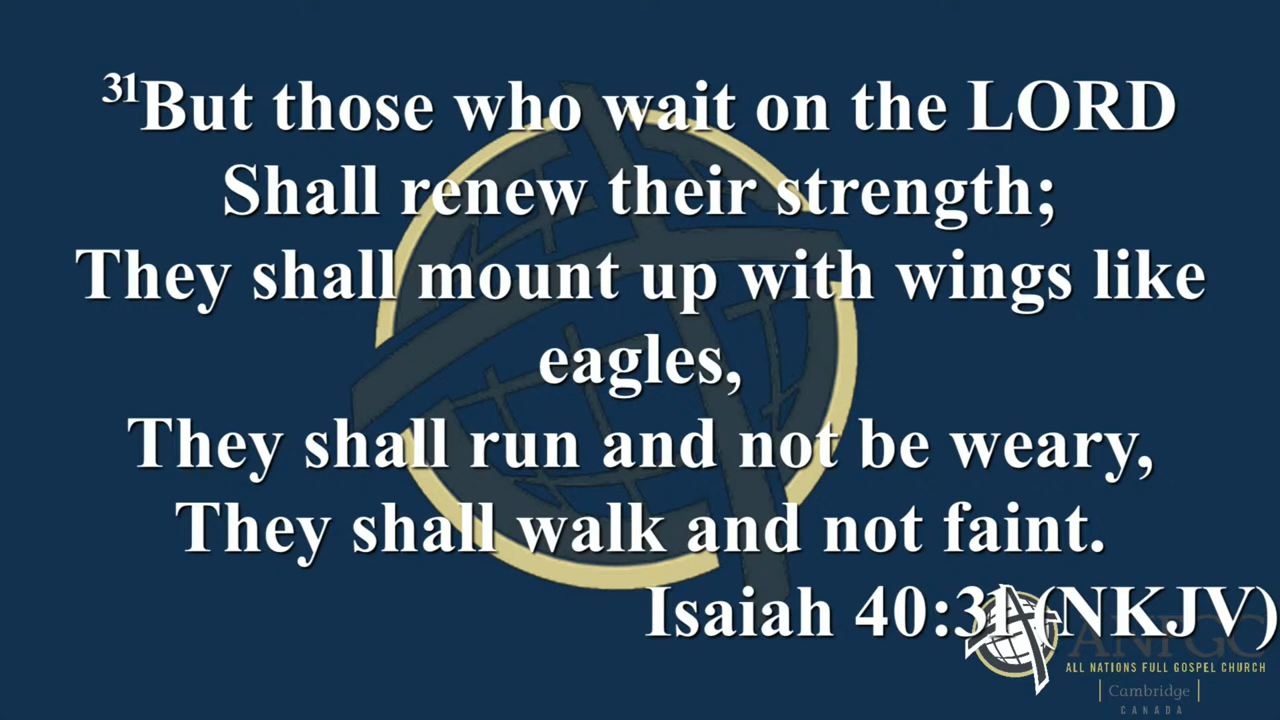 31But those who wait on the LORD
Shall renew their strength;
They shall mount up with wings like
eagles,
They shall run and not be weary,
They shall walk and not faint.
Isaiah 40:31 (NKJV)
ANFGC
ALL NATIONS FULL GOSPEL CHURCH
| Cambridge |
CANADA